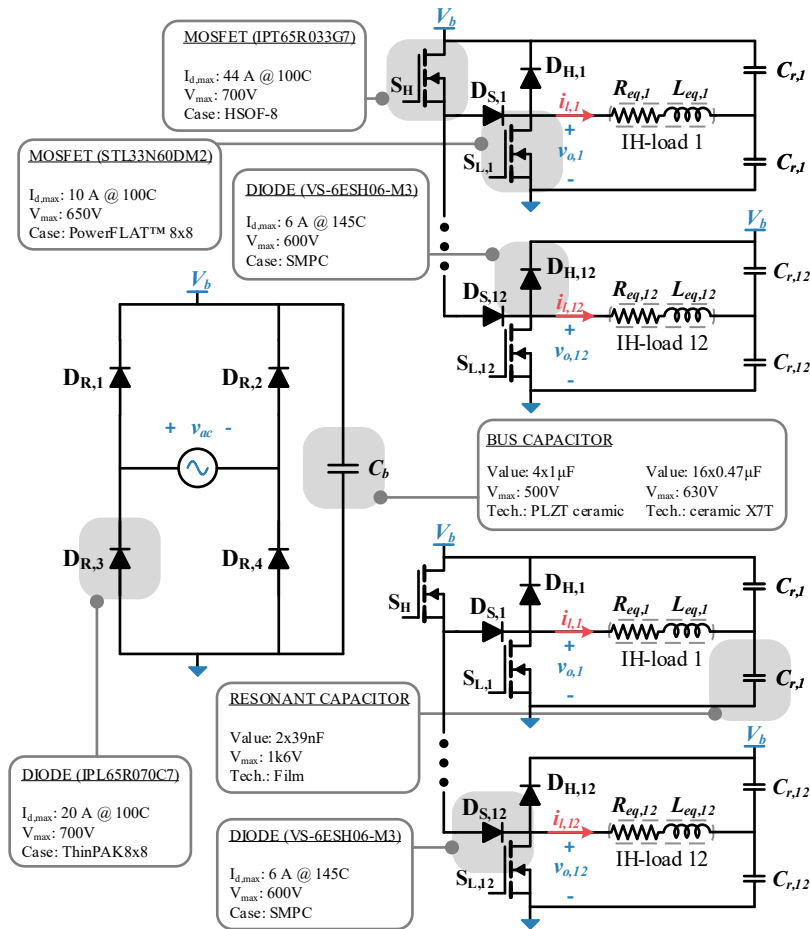 V_b
MOSFET (IPT65R033G7)
I_d,max: 44 A @ 100C
V_max: 700V
Case: HSOF-8
S_H
D_S,1
D_H,1
i_l,1
R_eq,1 L_eq,1
IH-load 1
C_r,1
C_r,1
+
v_o,1
-
S_L,1
MOSFET (STL33N60DM2)
I_d,max: 10 A @ 100C
V_max: 650V
Case: PowerFLAT™ 8x8
DIODE (VS-6ESH06-M3)
I_d,max: 6 A @ 145C
V_max: 600V
Case: SMPC
V_b
D_S,12
D_H,12
i_l,12
R_eq,12 L_eq,12
IH-load 12
C_r,12
C_r,12
+
v_o,12
-
S_L,12
V_b
D_R,1
D_R,2
+ v_ac -
C_b
D_R,3
D_R,4
BUS CAPACITOR
Value: 4x1µF
V_max: 500V
Tech.: PLZT ceramic
Value: 16x0.47µF
V_max: 630V
Tech.: ceramic X7T
V_b
S_H
D_S,1
D_H,1
i_l,1
R_eq,1 L_eq,1
IH-load 1
C_r,1
C_r,1
+
v_o,1
-
S_L,1
RESONANT CAPACITOR
Value: 2x39nF
V_max: 1k6V
Tech.: Film
DIODE (IPL65R070C7)
I_d,max: 20 A @ 100C
V_max: 700V
Case: ThinPAK8x8
DIODE (VS-6ESH06-M3)
I_d,max: 6 A @ 145C
V_max: 600V
Case: SMPC
V_b
D_S,12
D_H,12
i_l,12
R_eq,12 L_eq,12
IH-load 12
C_r,12
C_r,12
+
v_o,12
-
S_L,12